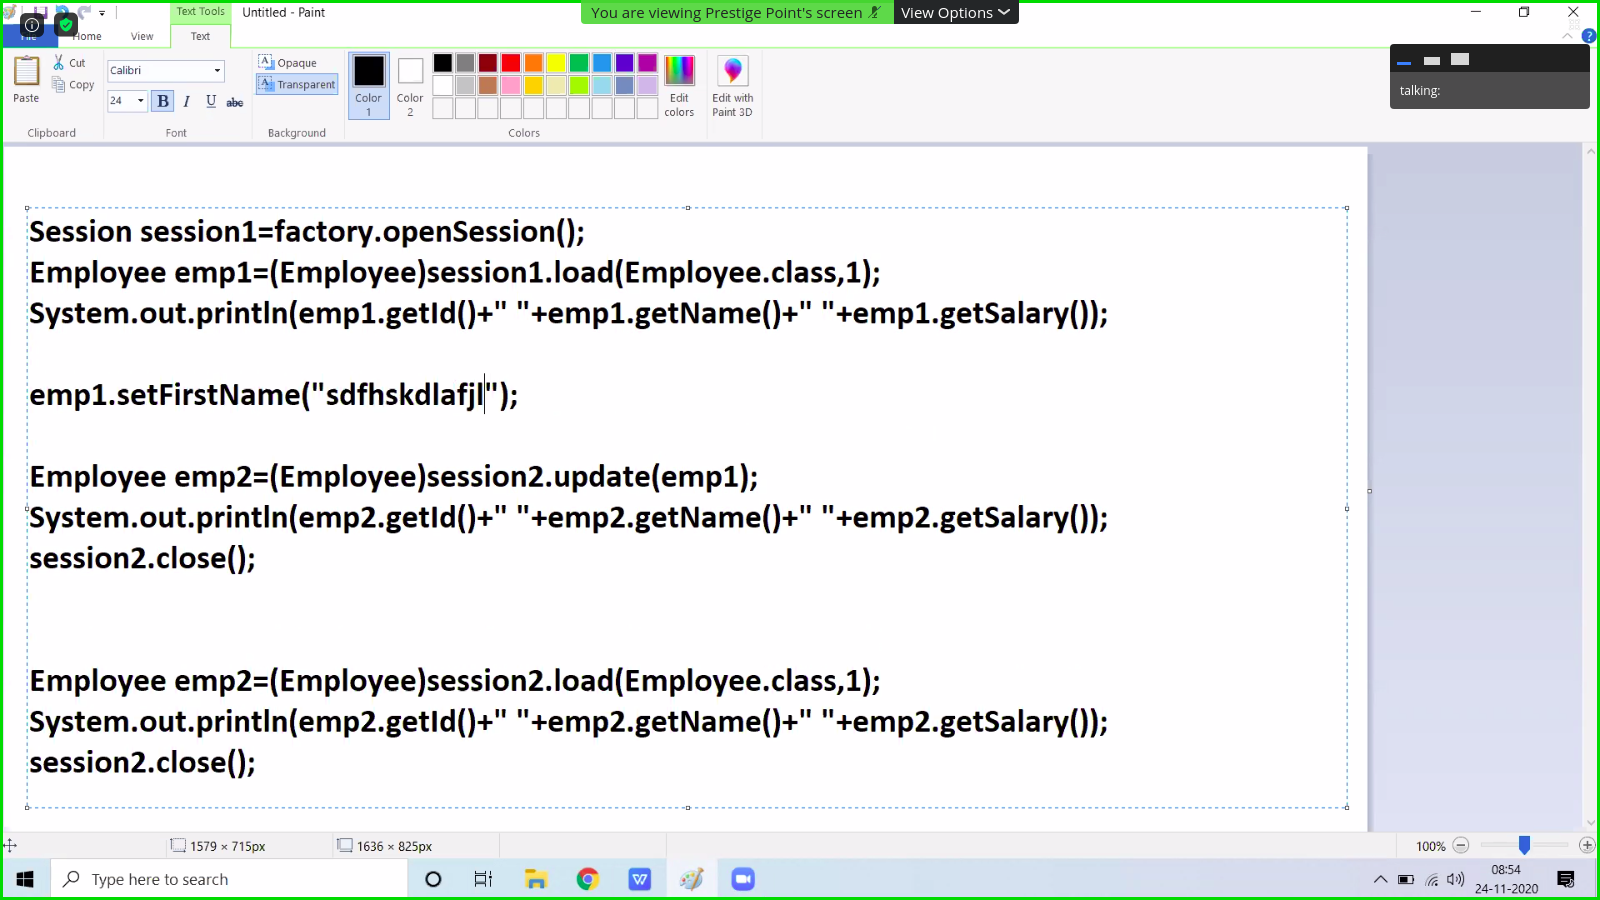 Text Tools
Untitled - Paint
You are viewing Prestige Point's screen
View Options
File
Home
View
Text
Paste
Cut
Copy
Clipboard
Calibri
24
B
I
U
abc
Font
Opaque
Transparent
Background
Color 1
Color 2
Edit colors
Colors
Edit with Paint 3D
talking:
Session session1=factory.openSession();
Employee emp1=(Employee)session1.load(Employee.class,1);
System.out.println(emp1.getId()+" "+emp1.getName()+" "+emp1.getSalary());
emp1.setFirstName("sdfhskdlafjl");
Employee emp2=(Employee)session2.update(emp1);
System.out.println(emp2.getId()+" "+emp2.getName()+" "+emp2.getSalary());
session2.close();
Employee emp2=(Employee)session2.load(Employee.class,1);
System.out.println(emp2.getId()+" "+emp2.getName()+" "+emp2.getSalary());
session2.close();
1579 × 715px
1636 × 825px
100%
Type here to search
08:54
24-11-2020